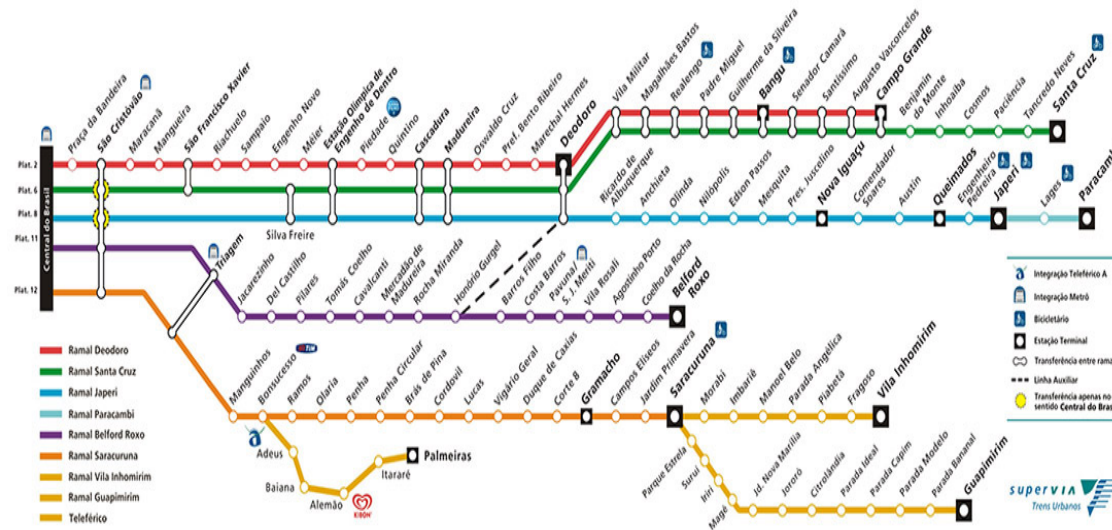 Plat. 2
Plat. 6
Plat. 8
Plat. 11
Plat. 12
Central do Brasil
Praça da Bandeira
São Cristóvão
Maracanã
Mangueira
São Francisco Xavier
Riachuelo
Sampaio
Engenho Novo
Méier
Estação Olímpica de
Engenho de Dentro
Piedade
Quintino
Cascadura
Madureira
Osvaldo Cruz
Pref. Bento Ribeiro
Marechal Hermes
Deodoro
Vila Militar
Magalhães Bastos
Realengo
Padre Miguel
Guilherme da Silveira
Bangu
Senador Camará
Santíssimo
Augusto Vasconcelos
Campo Grande
Benjamin
do Monte
Inhoaíba
Cosmos
Paciência
Tancredo Neves
Santa Cruz
Silva Freire
Ricardo de
Albuquerque
Anchieta
Olinda
Nilópolis
Edson Passos
Mesquita
Pres. Juscelino
Nova Iguaçu
Comendador
Soares
Austin
Queimados
Engenheiro
Pedreira
Japeri
Lages
Paracambi
Triagem
Jacarezinho
Del Castilho
Pilares
Tomás Coelho
Cavalcanti
Mercadão de
Madureira
Rocha Miranda
Honório Gurgel
Barros Filho
Costa Barros
Pavuna/
S. J. Meriti
Vila Rosali
Agostinho Porto
Coelho da Rocha
Belford
Roxo
Manguinhos
Bonsucesso
TIM
Ramos
Olaria
Penha
Penha Circular
Brás de Pina
Cordovil
Lucas
Vigário Geral
Duque de Caxias
Corte 8
Gramacho
Campos Elíseos
Jardim Primavera
Saracuruna
Morabi
Imbariê
Manoel Belo
Parada Angélica
Piabetá
Fragoso
Vila Inhomirim
Adeus
Baiana
Alemão
KIBON
Itararé
Palmeiras
Parque Estrela
Suruí
Iriri
Magé
Jd. Nova Marília
Jororó
Citrolândia
Parada Ideal
Parada Capim
Parada Modelo
Parada Bananal
Guapimirim
Ramal Deodoro
Ramal Santa Cruz
Ramal Japeri
Ramal Paracambi
Ramal Belford Roxo
Ramal Saracuruna
Ramal Vila Inhomirim
Ramal Guapimirim
Teleférico
Integração Teleférico A
Integração Metrô
Bicicletário
Estação Terminal
Transferência entre rama
Linha Auxiliar
Transferência apenas no
sentido Central do Bras
SUPERVIA
Trens Urbanos